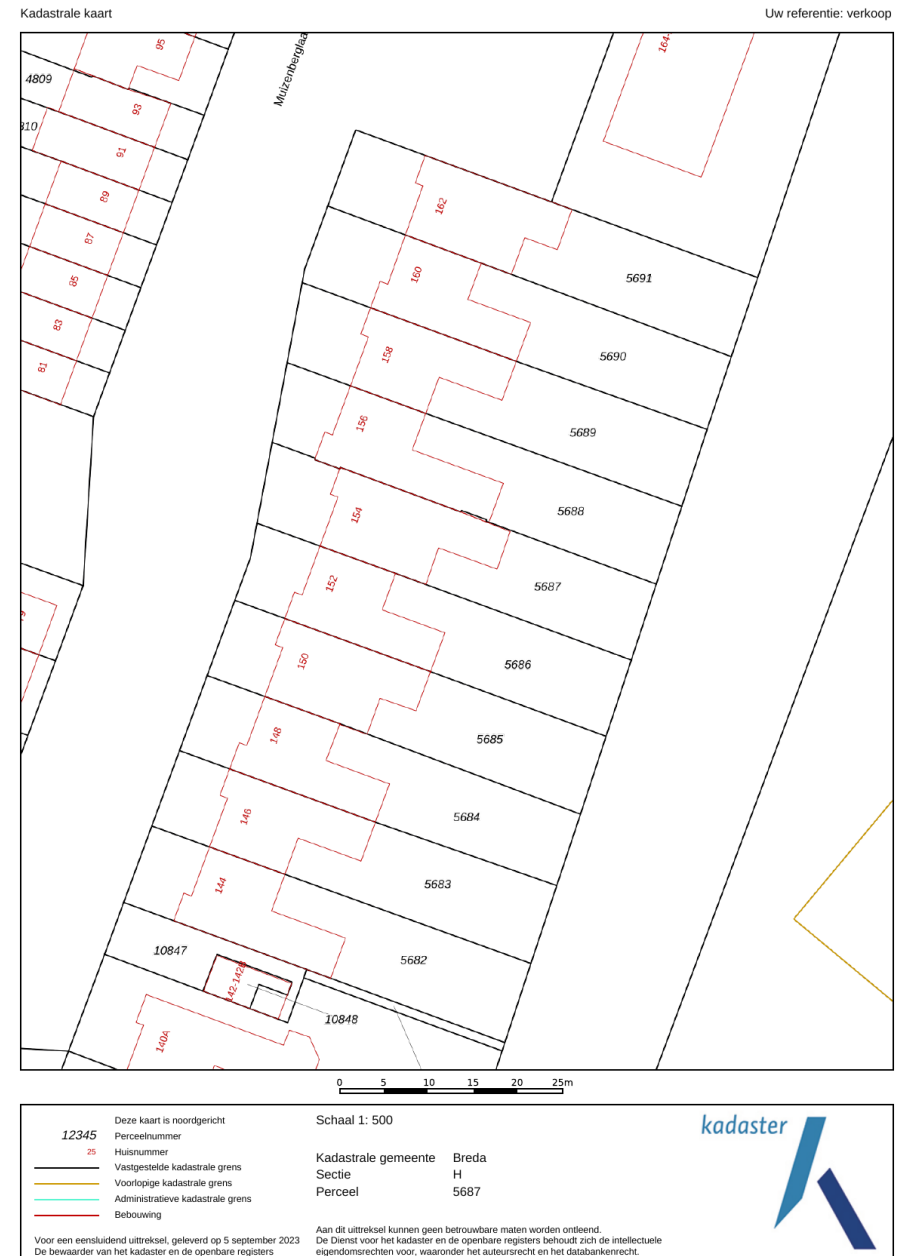 Kadastrale kaart
Uw referentie: verkoop
95
164-
4809
Muizenberglaa
93
310
91
162
89
87
160
5691
85
83
158
5690
81
156
5689
154
5688
152
5687
150
5686
148
5685
146
5684
144
5683
10847
5682
142-142B
10848
140A
0 5 10 15 20 25m
Deze kaart is noordgericht
12345 Perceelnummer
25 Huisnummer
Vastgestelde kadastrale grens
Voorlopige kadastrale grens
Administratieve kadastrale grens
Bebouwing
Voor een eensluidend uittreksel, geleverd op 5 september 2023
De bewaarder van het kadaster en de openbare registers
Schaal 1: 500
Kadastrale gemeente Breda
Sectie H
Perceel 5687
Aan dit uittreksel kunnen geen betrouwbare maten worden ontleend.
De Dienst voor het kadaster en de openbare registers behoudt zich de intellectuele
eigendomsrechten voor, waaronder het auteursrecht en het databankenrecht.
kadaster